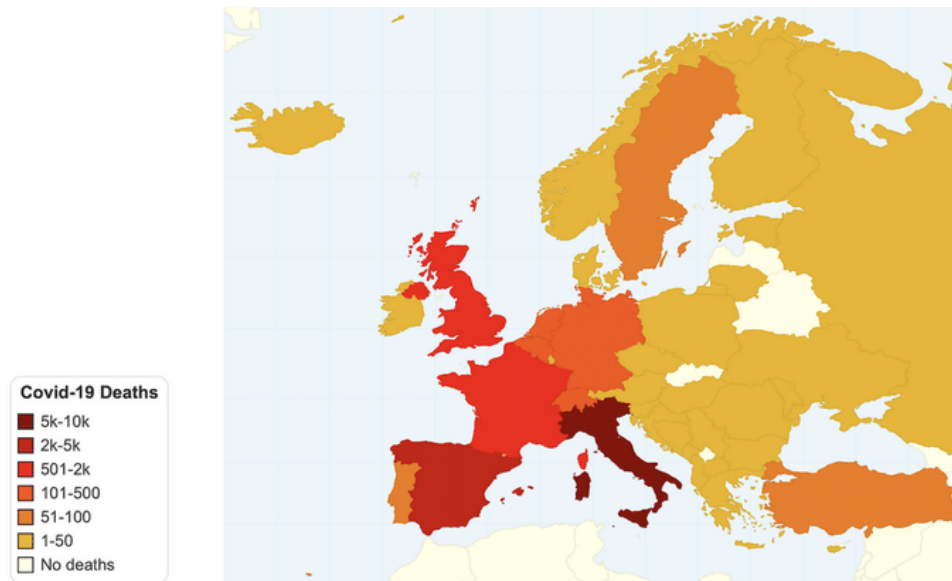 Covid-19 Deaths
5k-10k
2k-5k
501-2k
101-500
51-100
1-50
No deaths